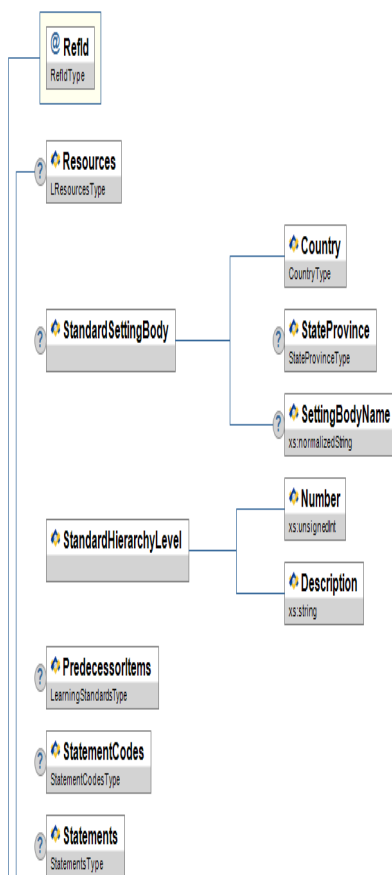 @ RefId
RefIdType
? Resources
LResourcesType
Country
CountryType
? StandardSettingBody
? StateProvince
StateProvinceType
? SettingBodyName
xs:normalizedString
Number
xs:unsignedInt
StandardHierarchyLevel
Description
xs:string
? PredecessorItems
LearningStandardsType
? StatementCodes
StatementCodesType
? Statements
StatementsType